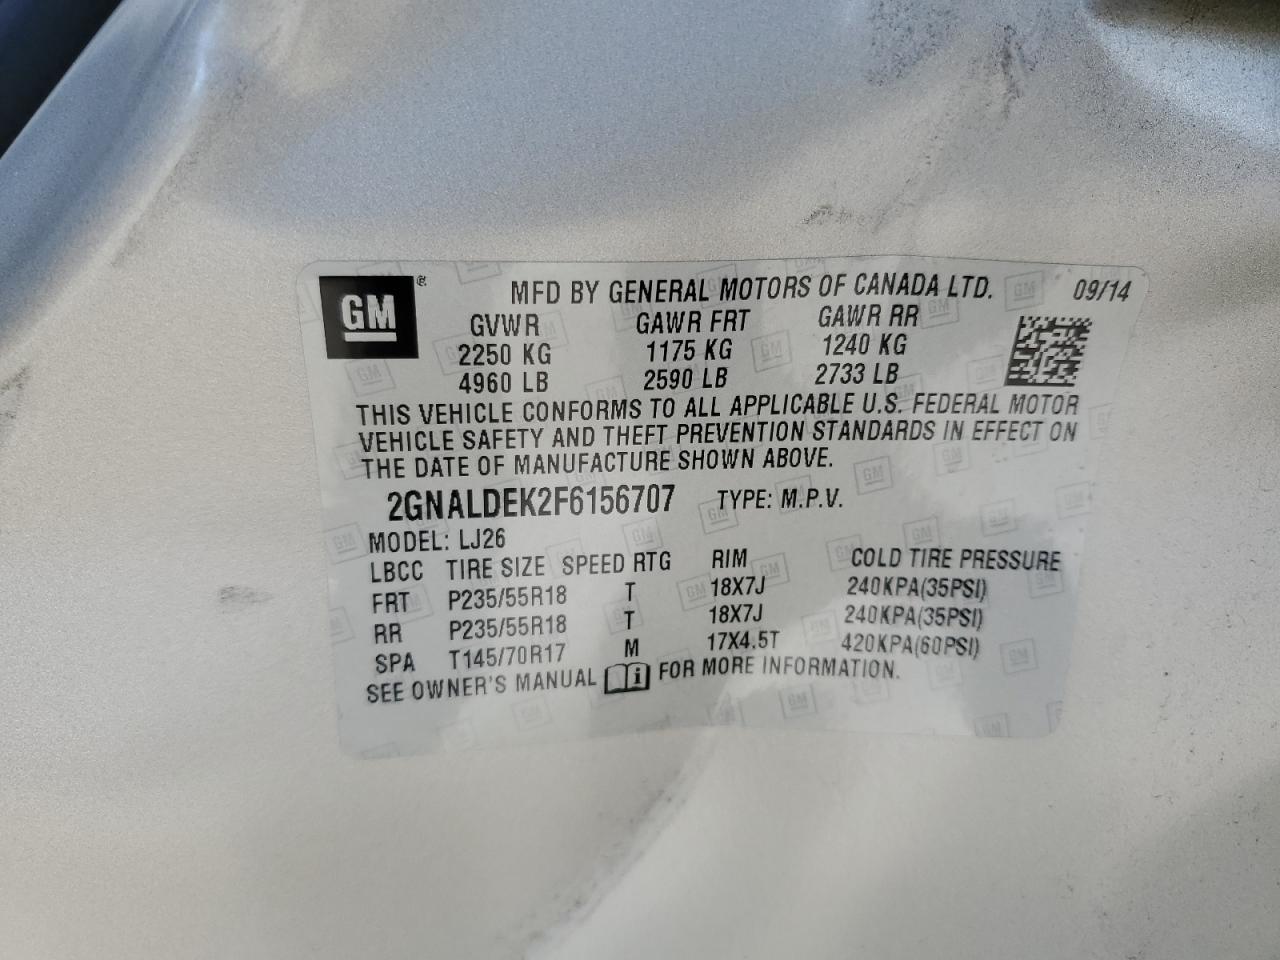 GM®
MFD BY GENERAL MOTORS OF CANADA LTD. 09/14
GVWR GAWR FRT GAWR RR
2250 KG 1175 KG 1240 KG
4960 LB 2590 LB 2733 LB
THIS VEHICLE CONFORMS TO ALL APPLICABLE U.S. FEDERAL MOTOR
VEHICLE SAFETY AND THEFT PREVENTION STANDARDS IN EFFECT ON
THE DATE OF MANUFACTURE SHOWN ABOVE.
2GNALDEK2F6156707 TYPE: M.P.V.
MODEL: LJ26
LBCC TIRE SIZE SPEED RTG RIM COLD TIRE PRESSURE
FRT P235/55R18 T 18X7J 240KPA(35PSI)
RR P235/55R18 T 18X7J 240KPA(35PSI)
SPA T145/70R17 M 17X4.5T 420KPA(60PSI)
SEE OWNER'S MANUAL i FOR MORE INFORMATION.